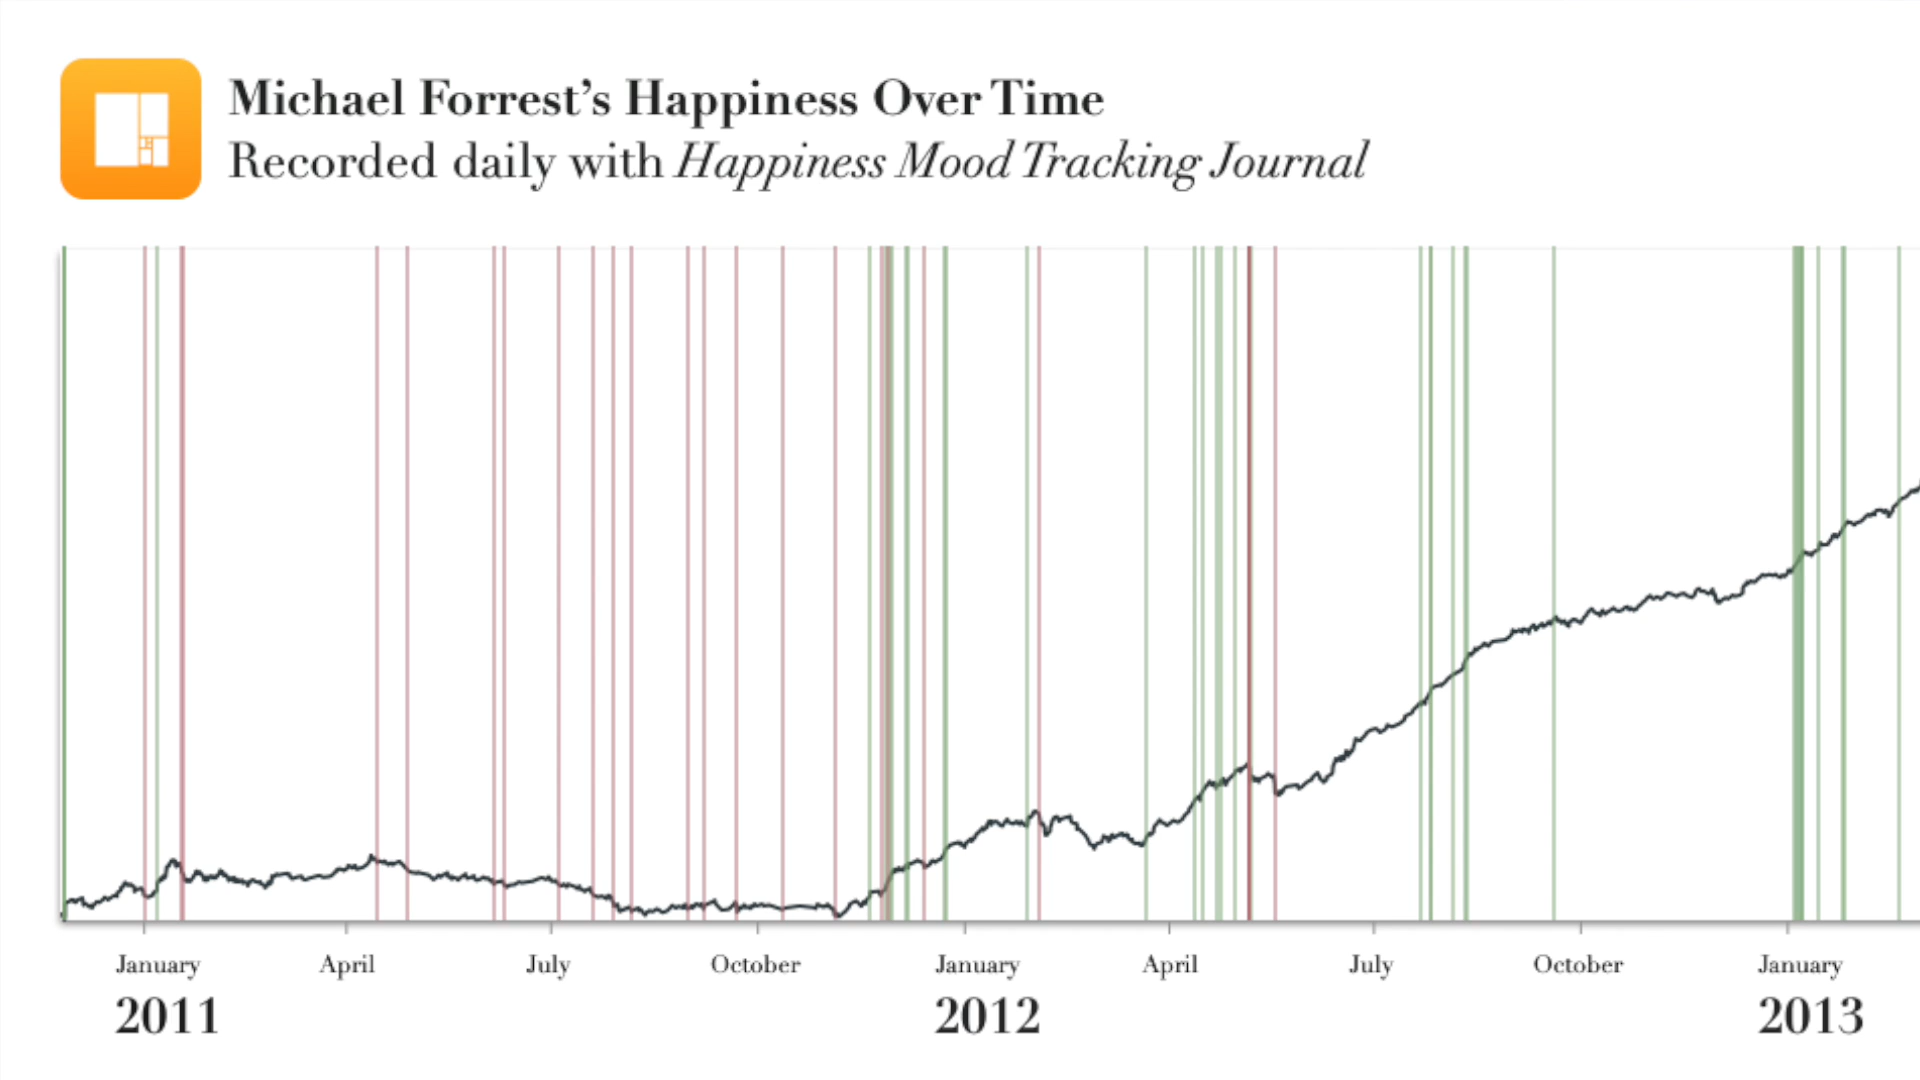 Michael Forrest’s Happiness Over Time
Recorded daily with Happiness Mood Tracking Journal
January April July October January April July October January
2011 2012 2013